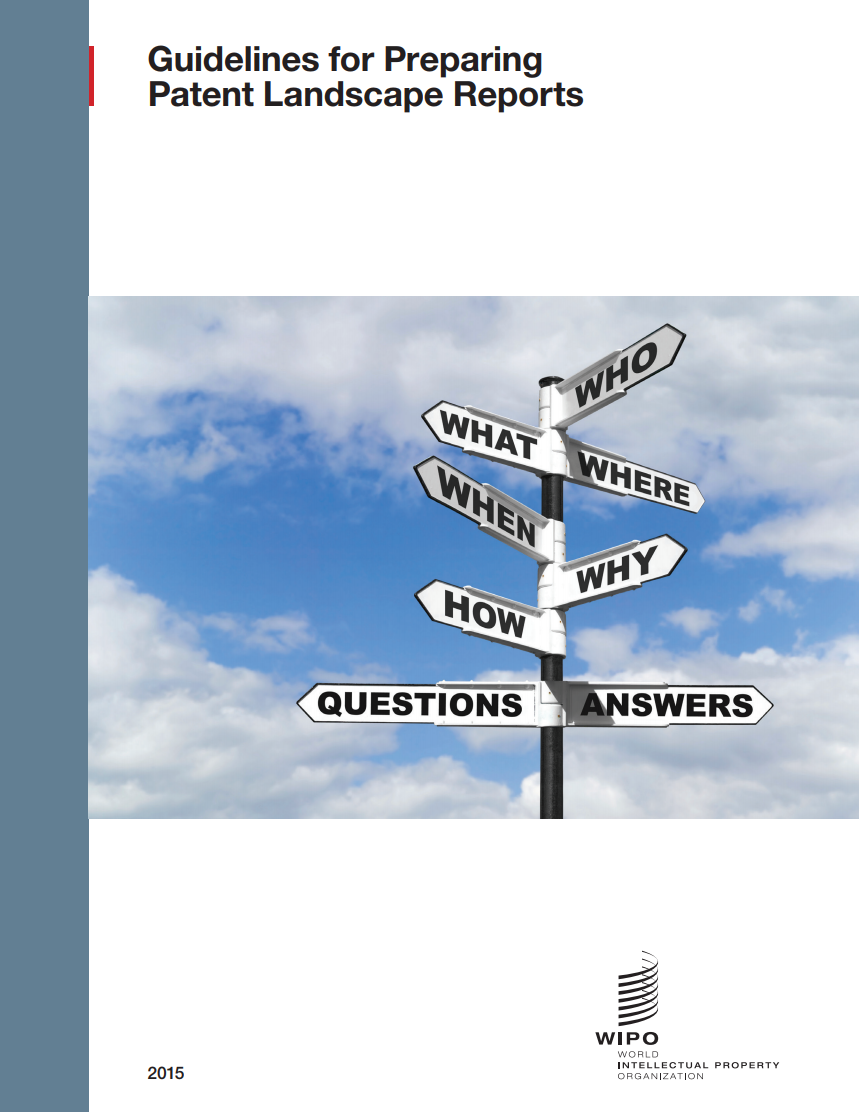 Guidelines for Preparing
Patent Landscape Reports
WHO
WHAT
WHERE
WHEN
WHY
HOW
QUESTIONS
ANSWERS
WIPO
WORLD
INTELLECTUAL PROPERTY
ORGANIZATION
2015